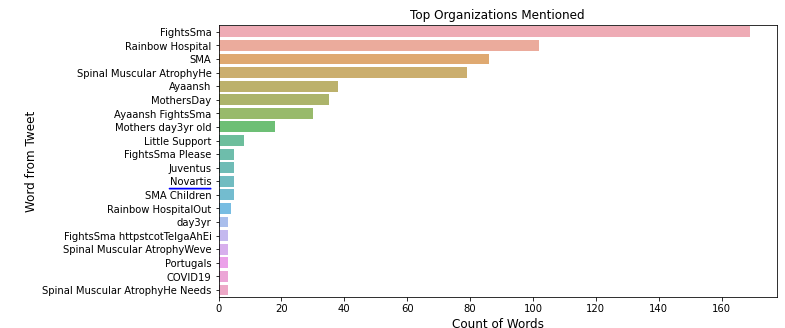 Top Organizations Mentioned
FightsSma
Rainbow Hospital
SMA
Spinal Muscular AtrophyHe
Ayaansh
MothersDay
Ayaansh FightsSma
Mothers day3yr old
Little Support
FightsSma Please
Juventus
Novartis
SMA Children
Rainbow HospitalOut
day3yr
FightsSma httpstcotTelgaAhEi
Spinal Muscular AtrophyWeve
Portugals
COVID19
Spinal Muscular AtrophyHe Needs
Word from Tweet
0 20 40 60 80 100 120 140 160
Count of Words